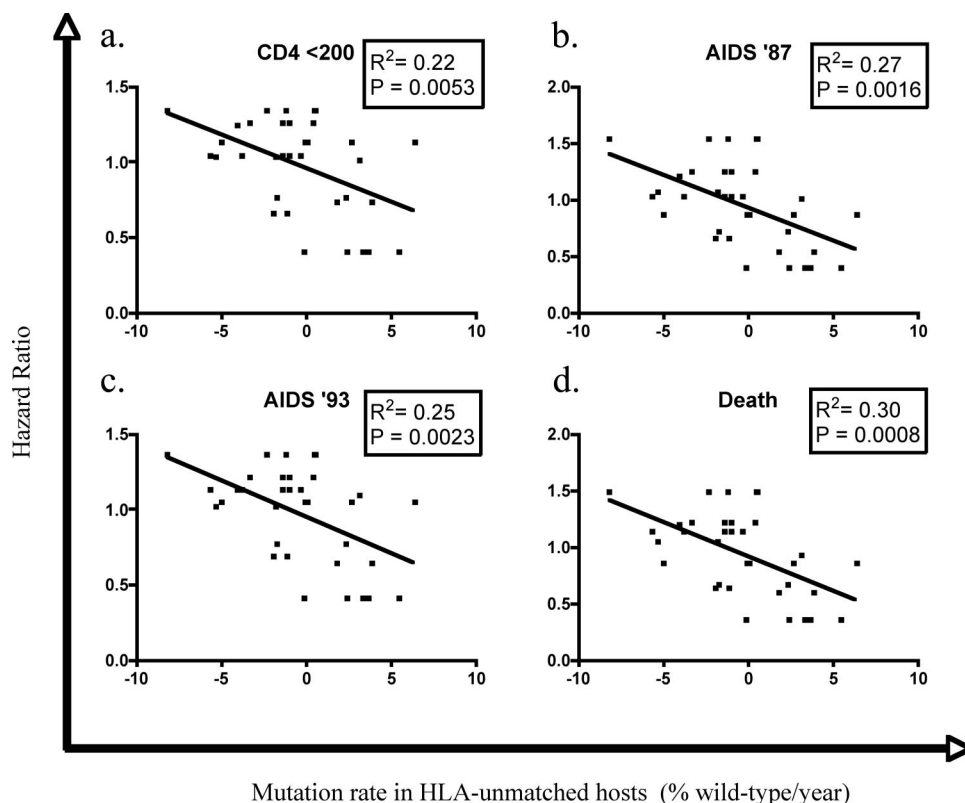 a.
CD4 <200
R²= 0.22
P = 0.0053
1.5
1.0
0.5
0.0
-10
-5
0
5
10
b.
AIDS '87
R²= 0.27
P = 0.0016
2.0
1.5
1.0
0.5
0.0
-10
-5
0
5
10
c.
AIDS '93
R²= 0.25
P = 0.0023
1.5
1.0
0.5
0.0
-10
-5
0
5
10
d.
Death
R²= 0.30
P = 0.0008
2.0
1.5
1.0
0.5
0.0
-10
-5
0
5
10
Hazard Ratio
Mutation rate in HLA-unmatched hosts (% wild-type/year)